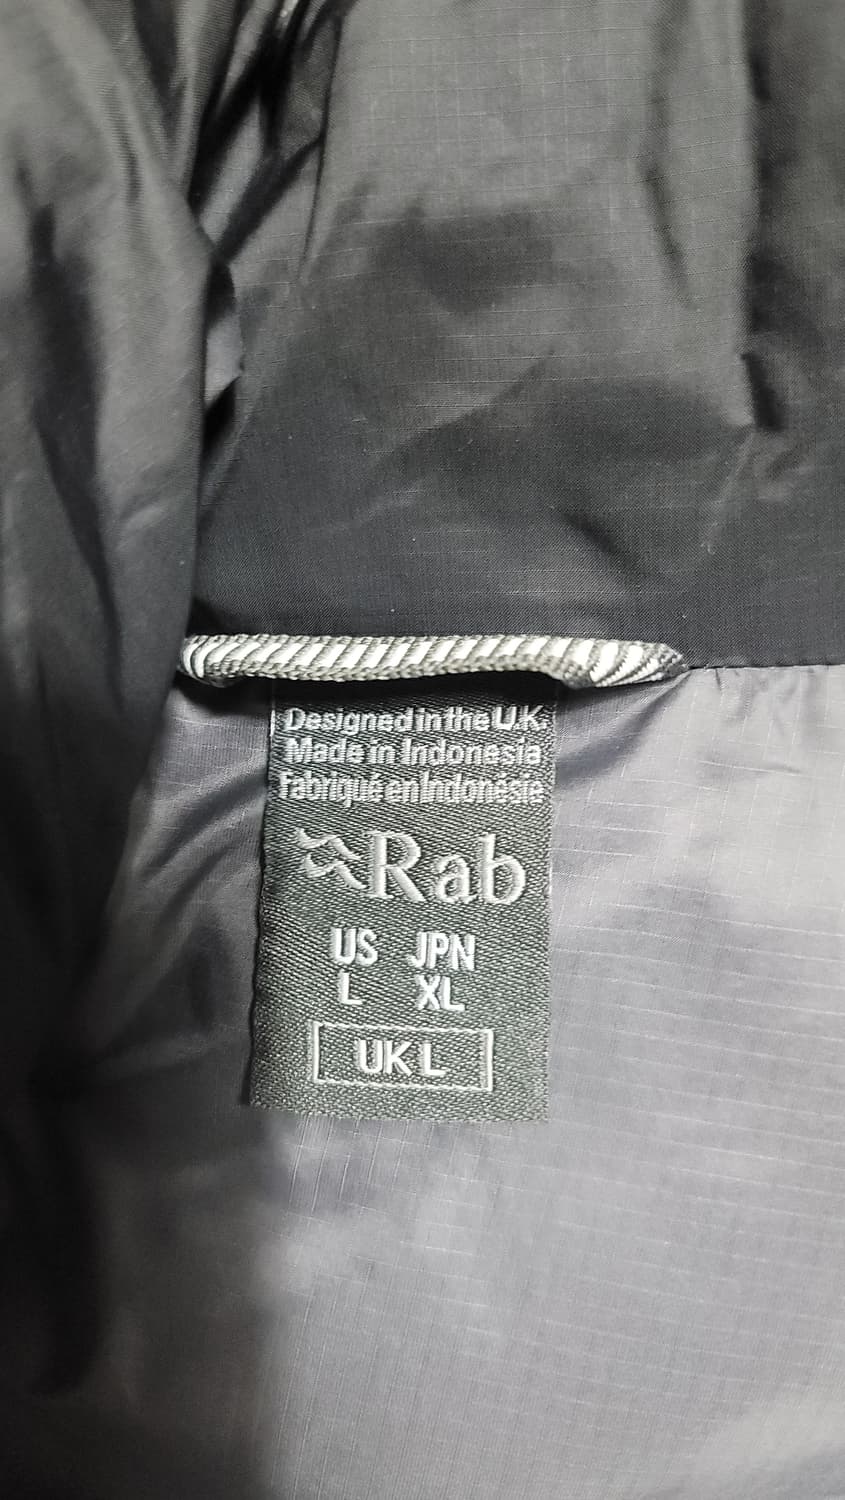 Designed in the U.K.
Made in Indonesia
Fabriqué en Indonésie
Rab
US JPN
L XL
UK L